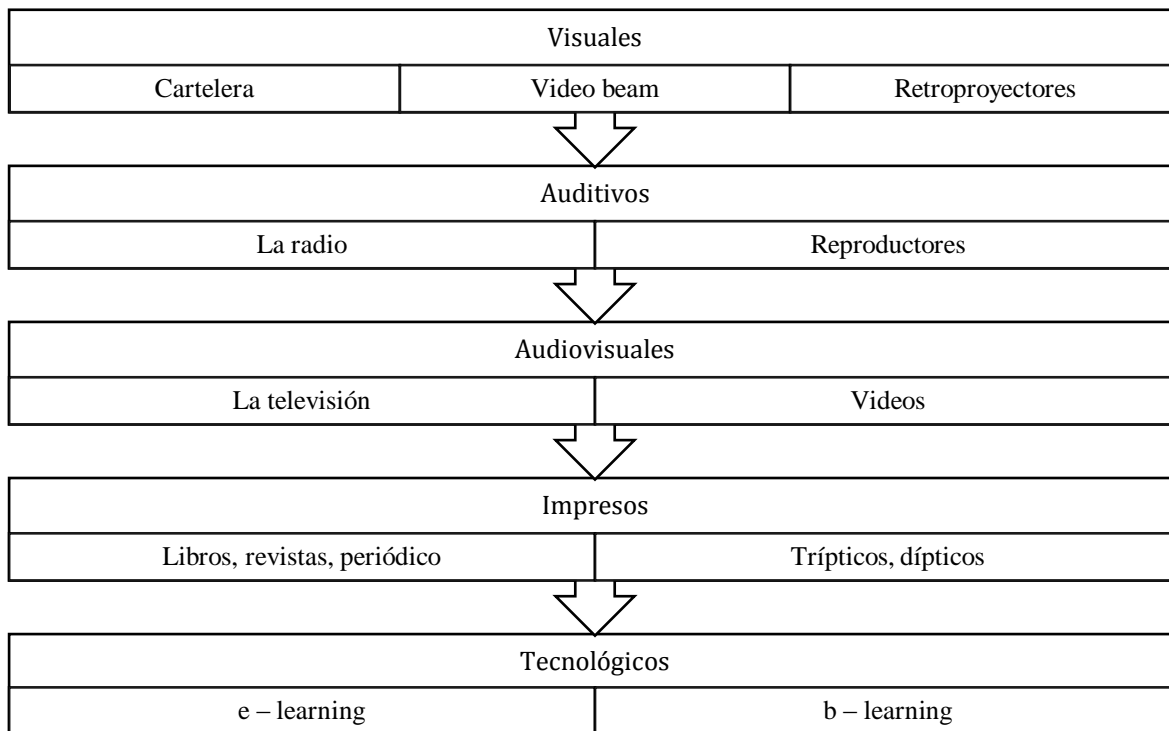 Visuales
Cartelera
Video beam
Retroproyectores
Auditivos
La radio
Reproductores
Audiovisuales
La televisión
Videos
Impresos
Libros, revistas, periódico
Trípticos, dípticos
Tecnológicos
e – learning
b – learning